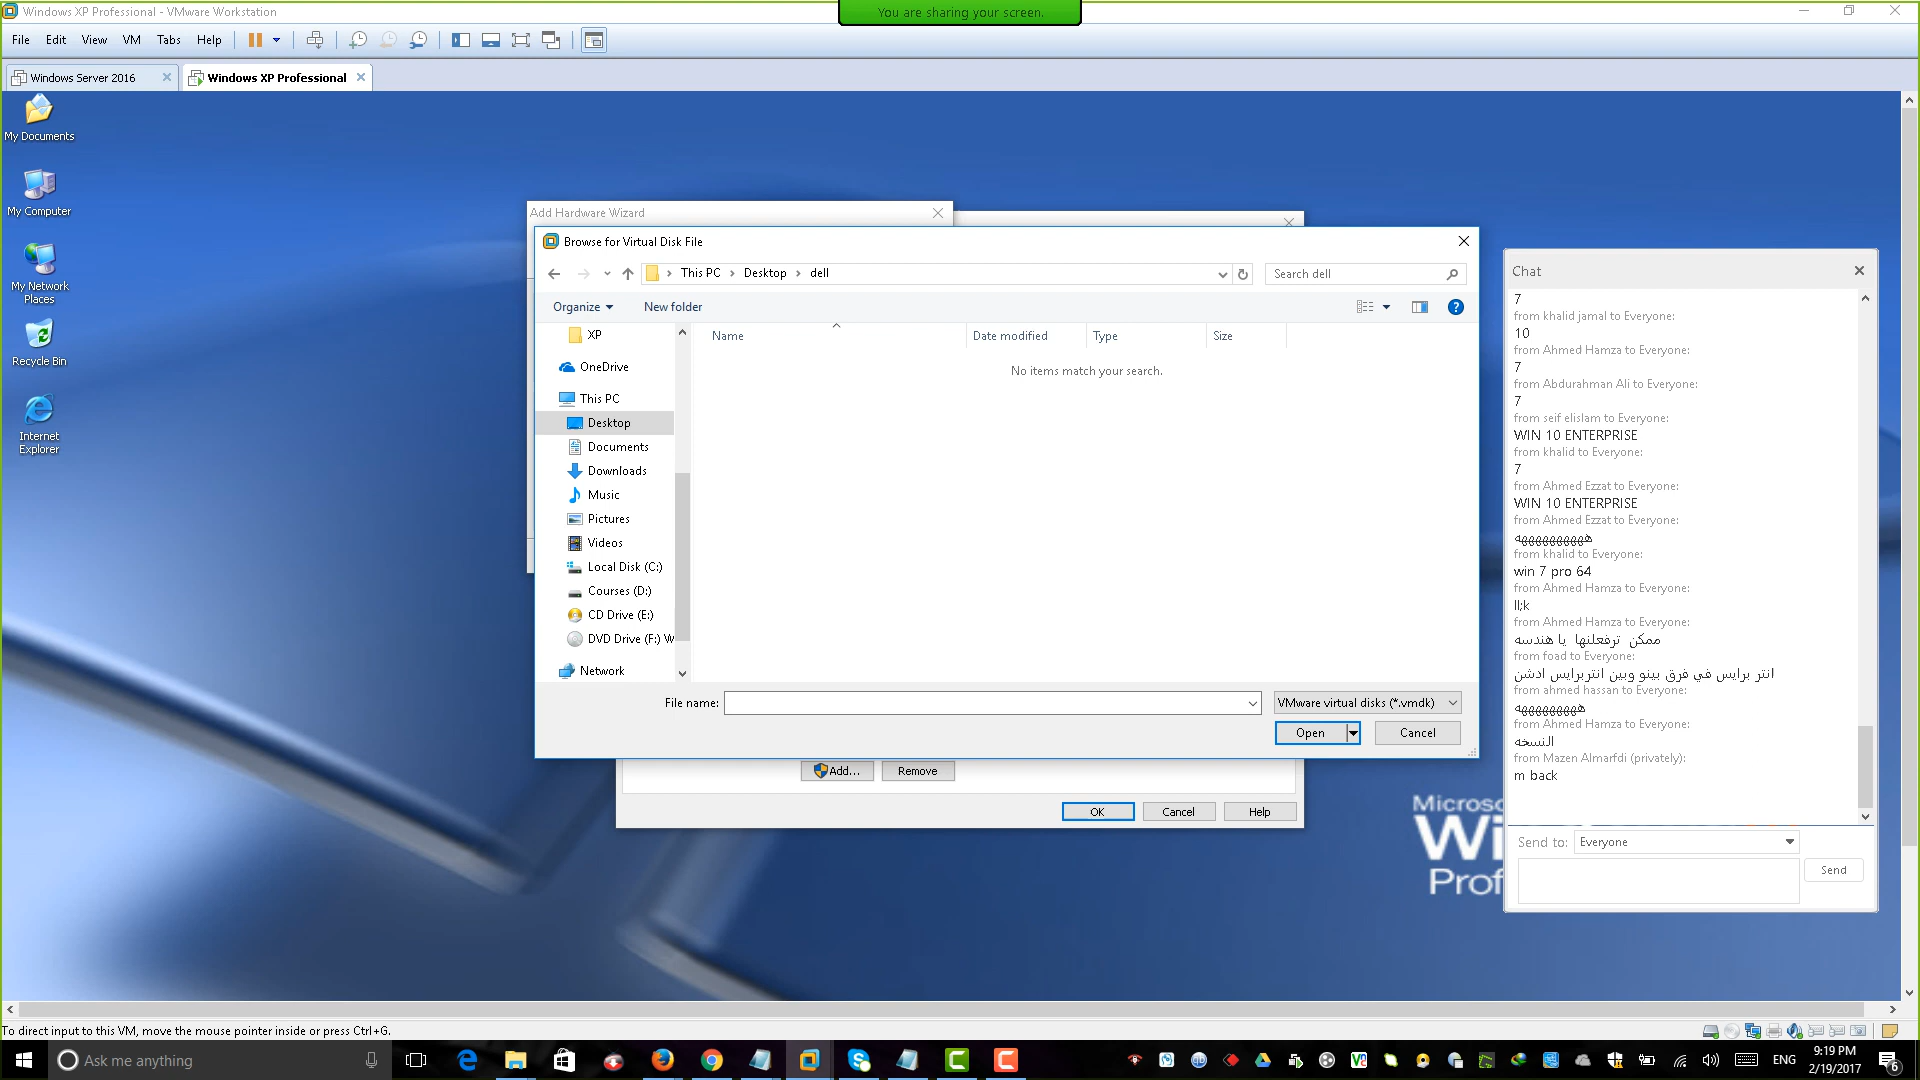 Windows XP Professional - VMware Workstation
You are sharing your screen.
File Edit View VM Tabs Help
Windows Server 2016
Windows XP Professional
My Documents
My Computer
My Network
Places
Recycle Bin
Internet
Explorer
Add Hardware Wizard
Browse for Virtual Disk File
This PC > Desktop > dell
Search dell
Organize
New folder
Name
Date modified
Type
Size
No items match your search.
XP
OneDrive
This PC
Desktop
Documents
Downloads
Music
Pictures
Videos
Local Disk (C:)
Courses (D:)
CD Drive (E:)
DVD Drive (F:) W
Network
File name:
VMware virtual disks (*.vmdk)
Open
Cancel
Add...
Remove
OK
Cancel
Help
Chat
7
from khalid jamal to Everyone:
10
from Ahmed Hamza to Everyone:
7
from Abdurahman Ali to Everyone:
7
from seif elislam to Everyone:
WIN 10 ENTERPRISE
from khalid to Everyone:
7
from Ahmed Ezzat to Everyone:
WIN 10 ENTERPRISE
from Ahmed Ezzat to Everyone:
from khalid to Everyone:
win 7 pro 64
from Ahmed Hamza to Everyone:
ll;k
from Ahmed Hamza to Everyone:
ممكن ترفعلنها يا هندسه
from foad to Everyone:
انتر برايس في فرق بينو وبين انتربرايس ادشن
from ahmed hassan to Everyone:
from Ahmed Hamza to Everyone:
النسخه
from Mazen Almarfdi (privately):
m back
Send to:
Everyone
Send
Microso
Wi
Prof
To direct input to this VM, move the mouse pointer inside or press Ctrl+G.
Ask me anything
ENG
9:19 PM
2/19/2017
6